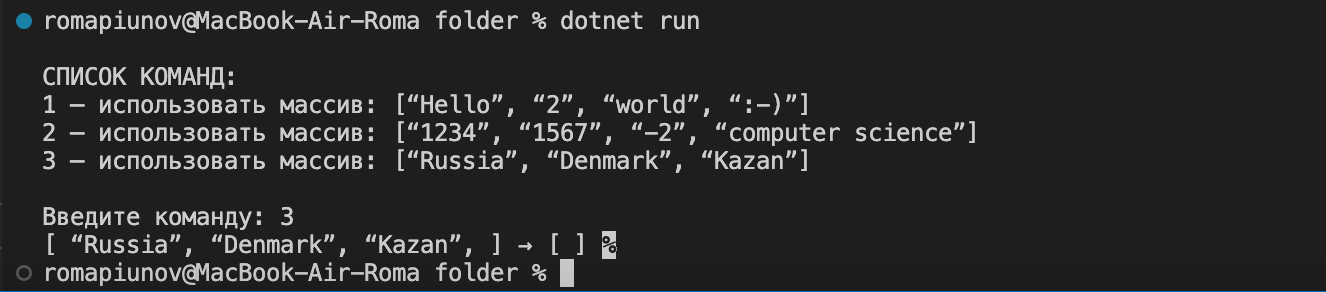 romapiunov@MacBook-Air-Roma folder % dotnet run
СПИСОК КОМАНД:
1 – использовать массив: [“Hello”, “2”, “world”, “:-)”]
2 – использовать массив: [“1234”, “1567”, “-2”, “computer science”]
3 – использовать массив: [“Russia”, “Denmark”, “Kazan”]
Введите команду: 3
[ “Russia”, “Denmark”, “Kazan”, ] → [ ] %
romapiunov@MacBook-Air-Roma folder %